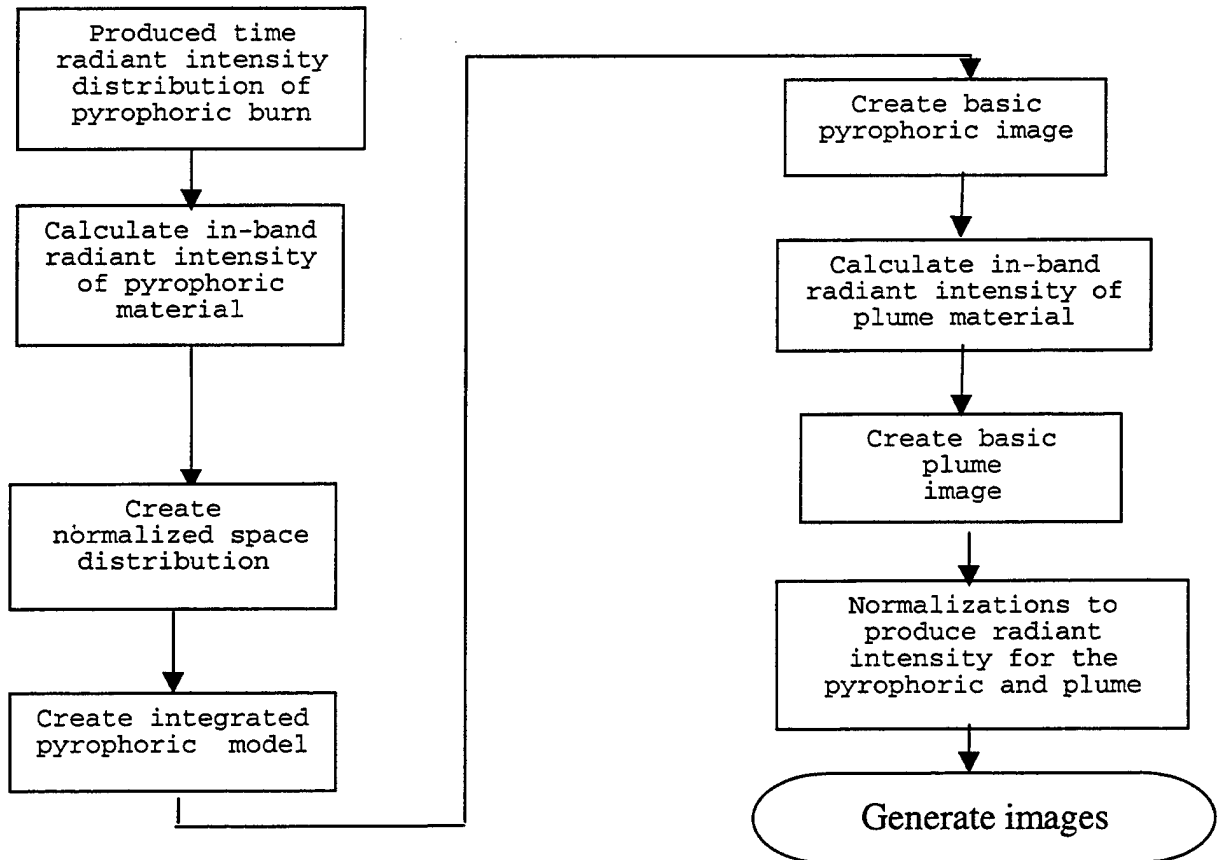 Produced time
radiant intensity
distribution of
pyrophoric burn
Calculate in-band
radiant intensity
of pyrophoric
material
Create
normalized space
distribution
Create integrated
pyrophoric model
Create basic
pyrophoric image
Calculate in-band
radiant intensity of
plume material
Create basic
plume
image
Normalizations to
produce radiant
intensity for the
pyrophoric and plume
Generate images